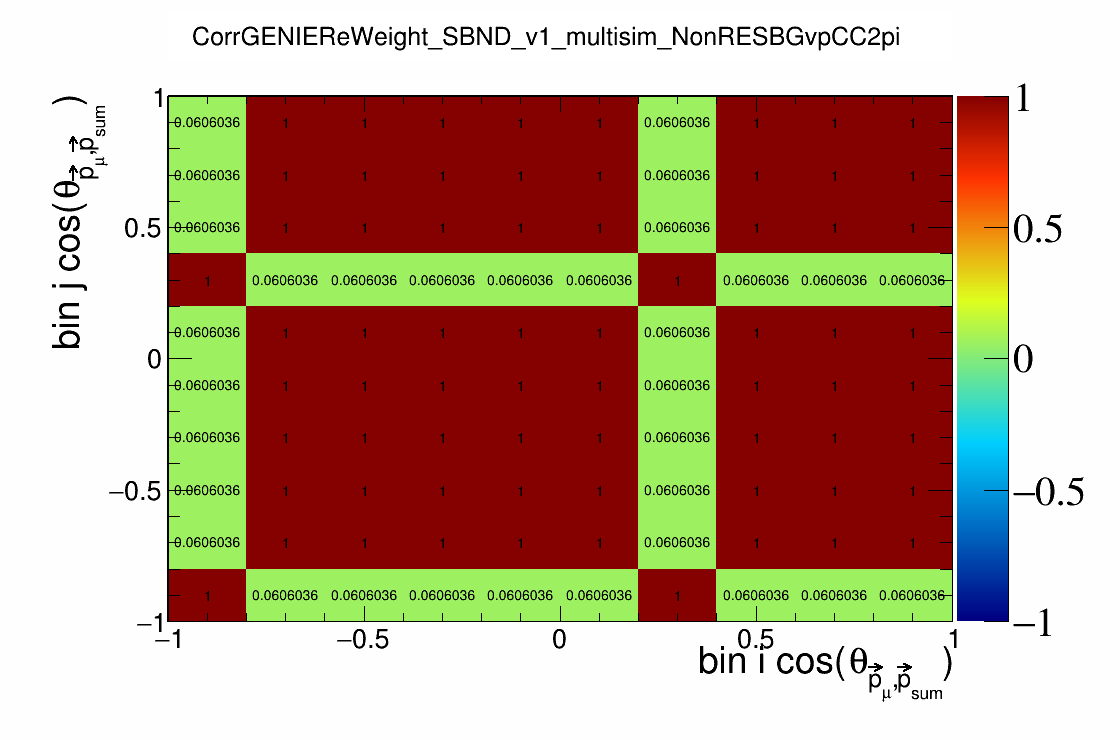 CorrGENIEReWeight_SBND_v1_multisim_NonRESBGvpCC2pi
bin j cos(θ p⃗μ,p⃗sum)
1
0.5
0
−0.5
−1
0.0606036 1 1 1 1 1 0.0606036 1 1 1
0.0606036 1 1 1 1 1 0.0606036 1 1 1
0.0606036 1 1 1 1 1 0.0606036 1 1 1
1 0.0606036 0.0606036 0.0606036 0.0606036 0.0606036 1 0.0606036 0.0606036 0.0606036
0.0606036 1 1 1 1 1 0.0606036 1 1 1
0.0606036 1 1 1 1 1 0.0606036 1 1 1
0.0606036 1 1 1 1 1 0.0606036 1 1 1
0.0606036 1 1 1 1 1 0.0606036 1 1 1
0.0606036 1 1 1 1 1 0.0606036 1 1 1
1 0.0606036 0.0606036 0.0606036 0.0606036 0.0606036 1 0.0606036 0.0606036 0.0606036
−1 −0.5 0 0.5 1
bin i cos(θ p⃗μ,p⃗sum)
1
0.5
0
−0.5
−1